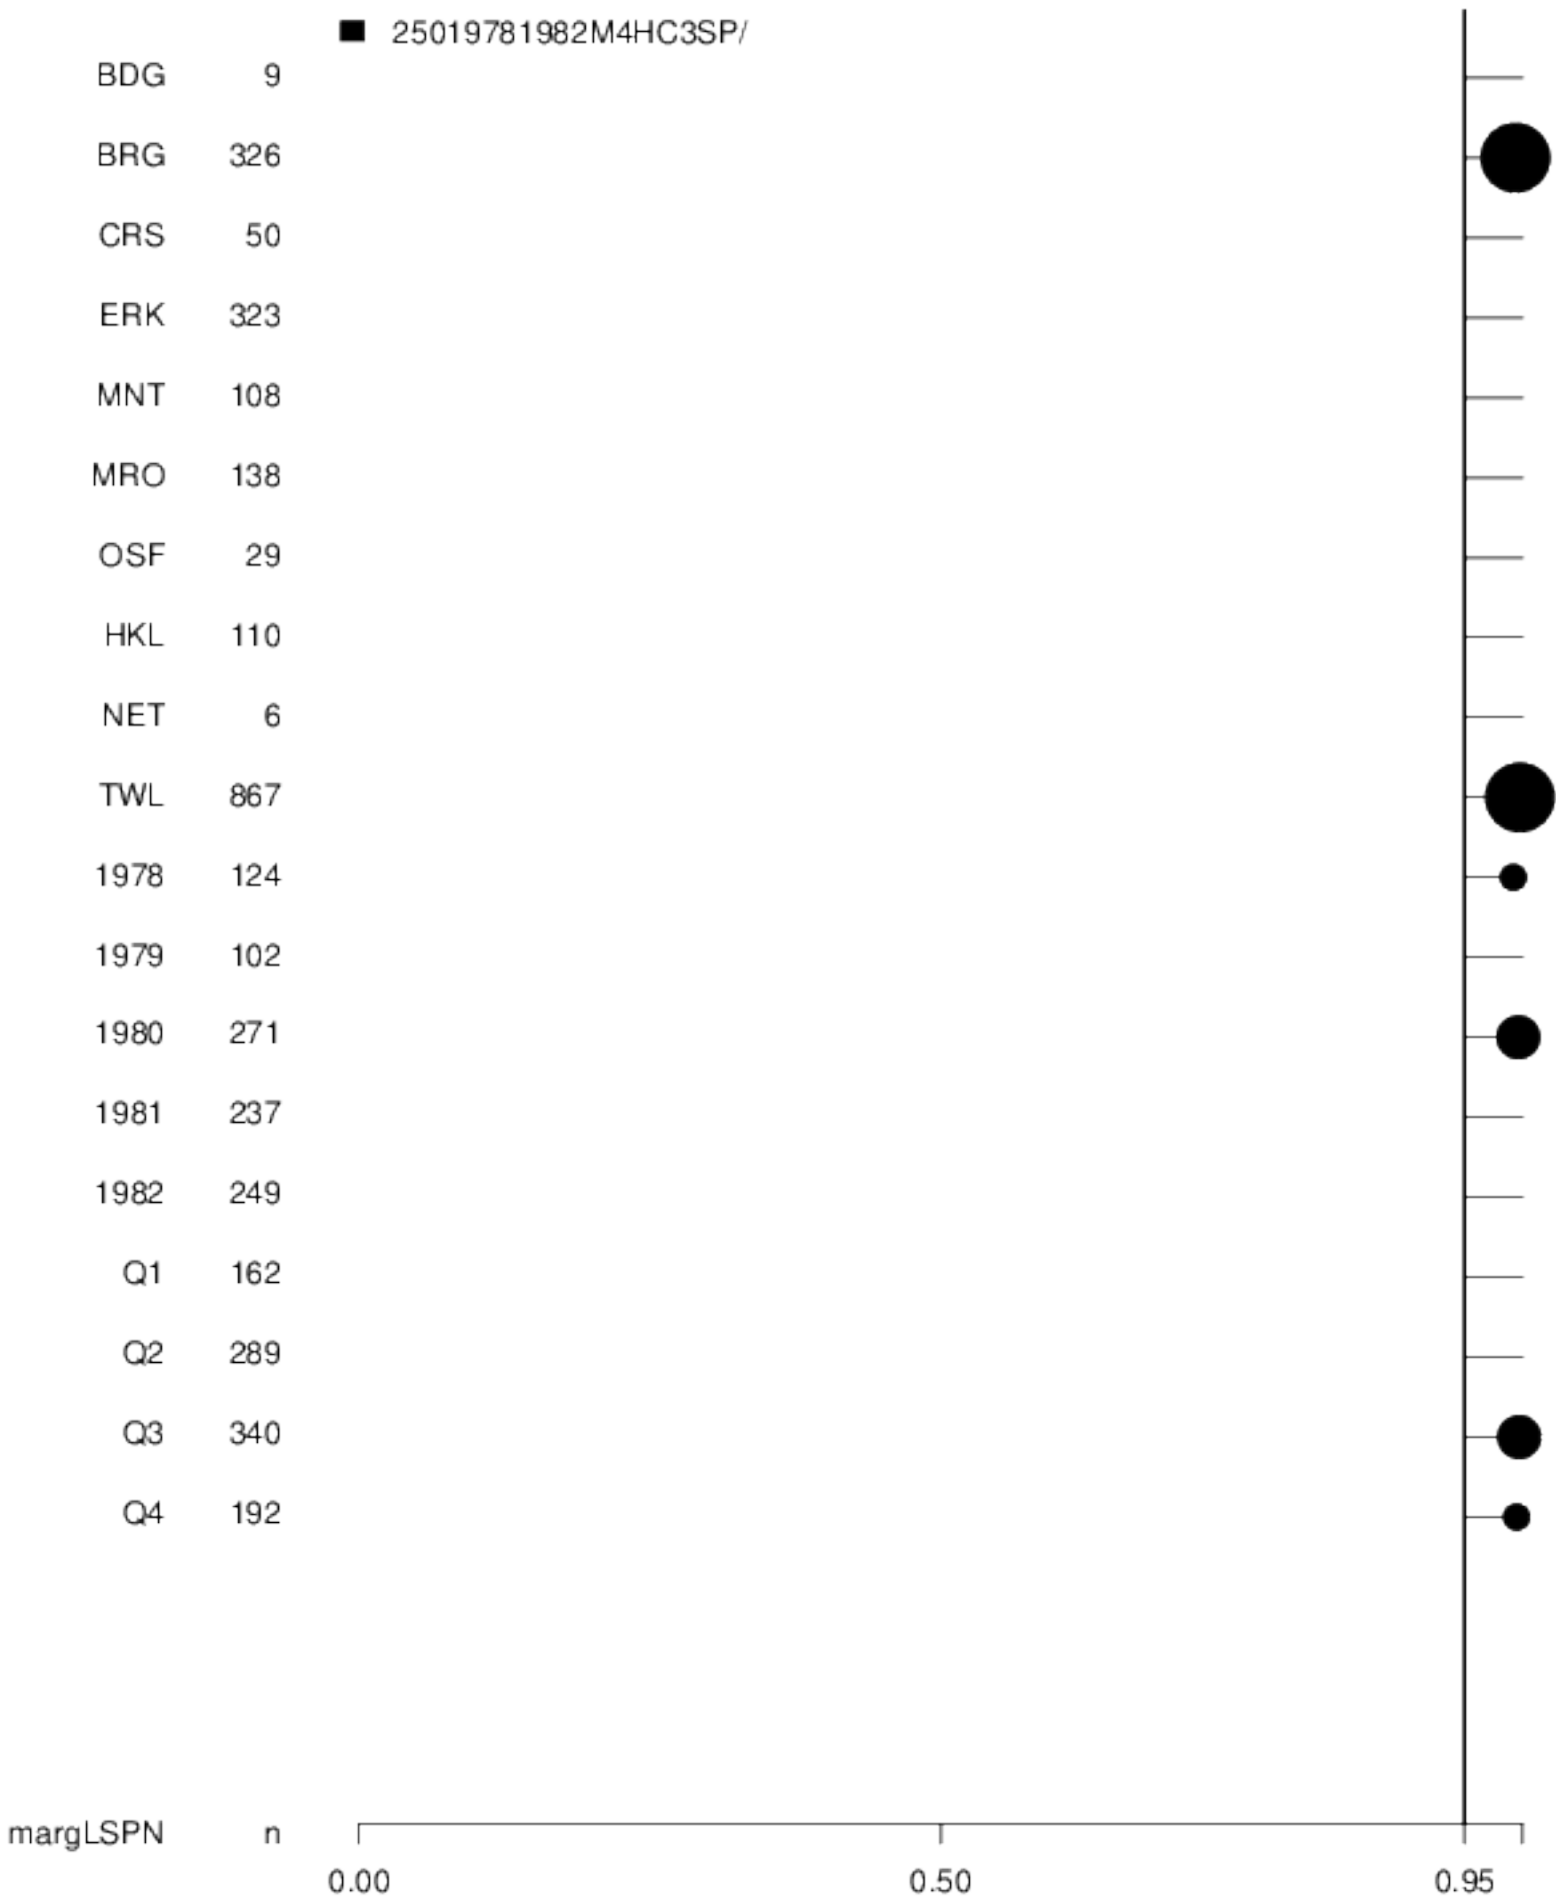 25019781982M4HC3SP/
BDG 9
BRG 326
CRS 50
ERK 323
MNT 108
MRO 138
OSF 29
HKL 110
NET 6
TWL 867
1978 124
1979 102
1980 271
1981 237
1982 249
Q1 162
Q2 289
Q3 340
Q4 192
margLSPN n
0.00 0.50 0.95